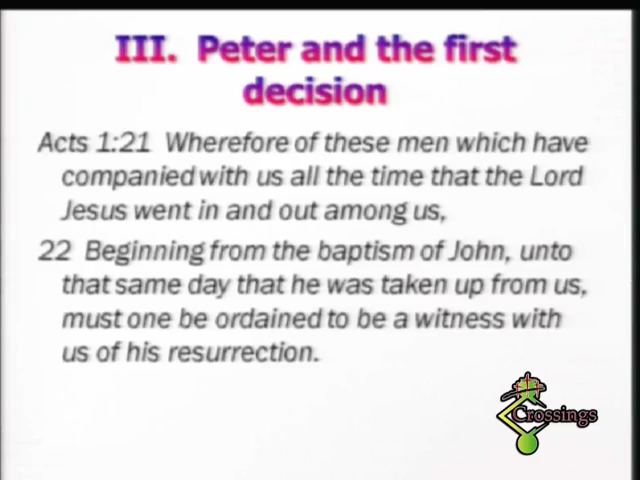 III. Peter and the first
decision
Acts 1:21 Wherefore of these men which have
companied with us all the time that the Lord
Jesus went in and out among us,
22 Beginning from the baptism of John, unto
that same day that he was taken up from us,
must one be ordained to be a witness with
us of his resurrection.
Crossings